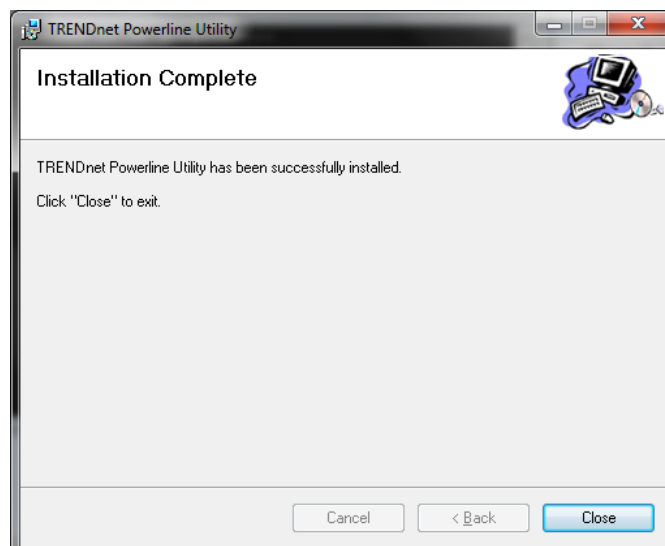 TRENDnet Powerline Utility
Installation Complete
TRENDnet Powerline Utility has been successfully installed.
Click "Close" to exit.
Cancel
< Back
Close